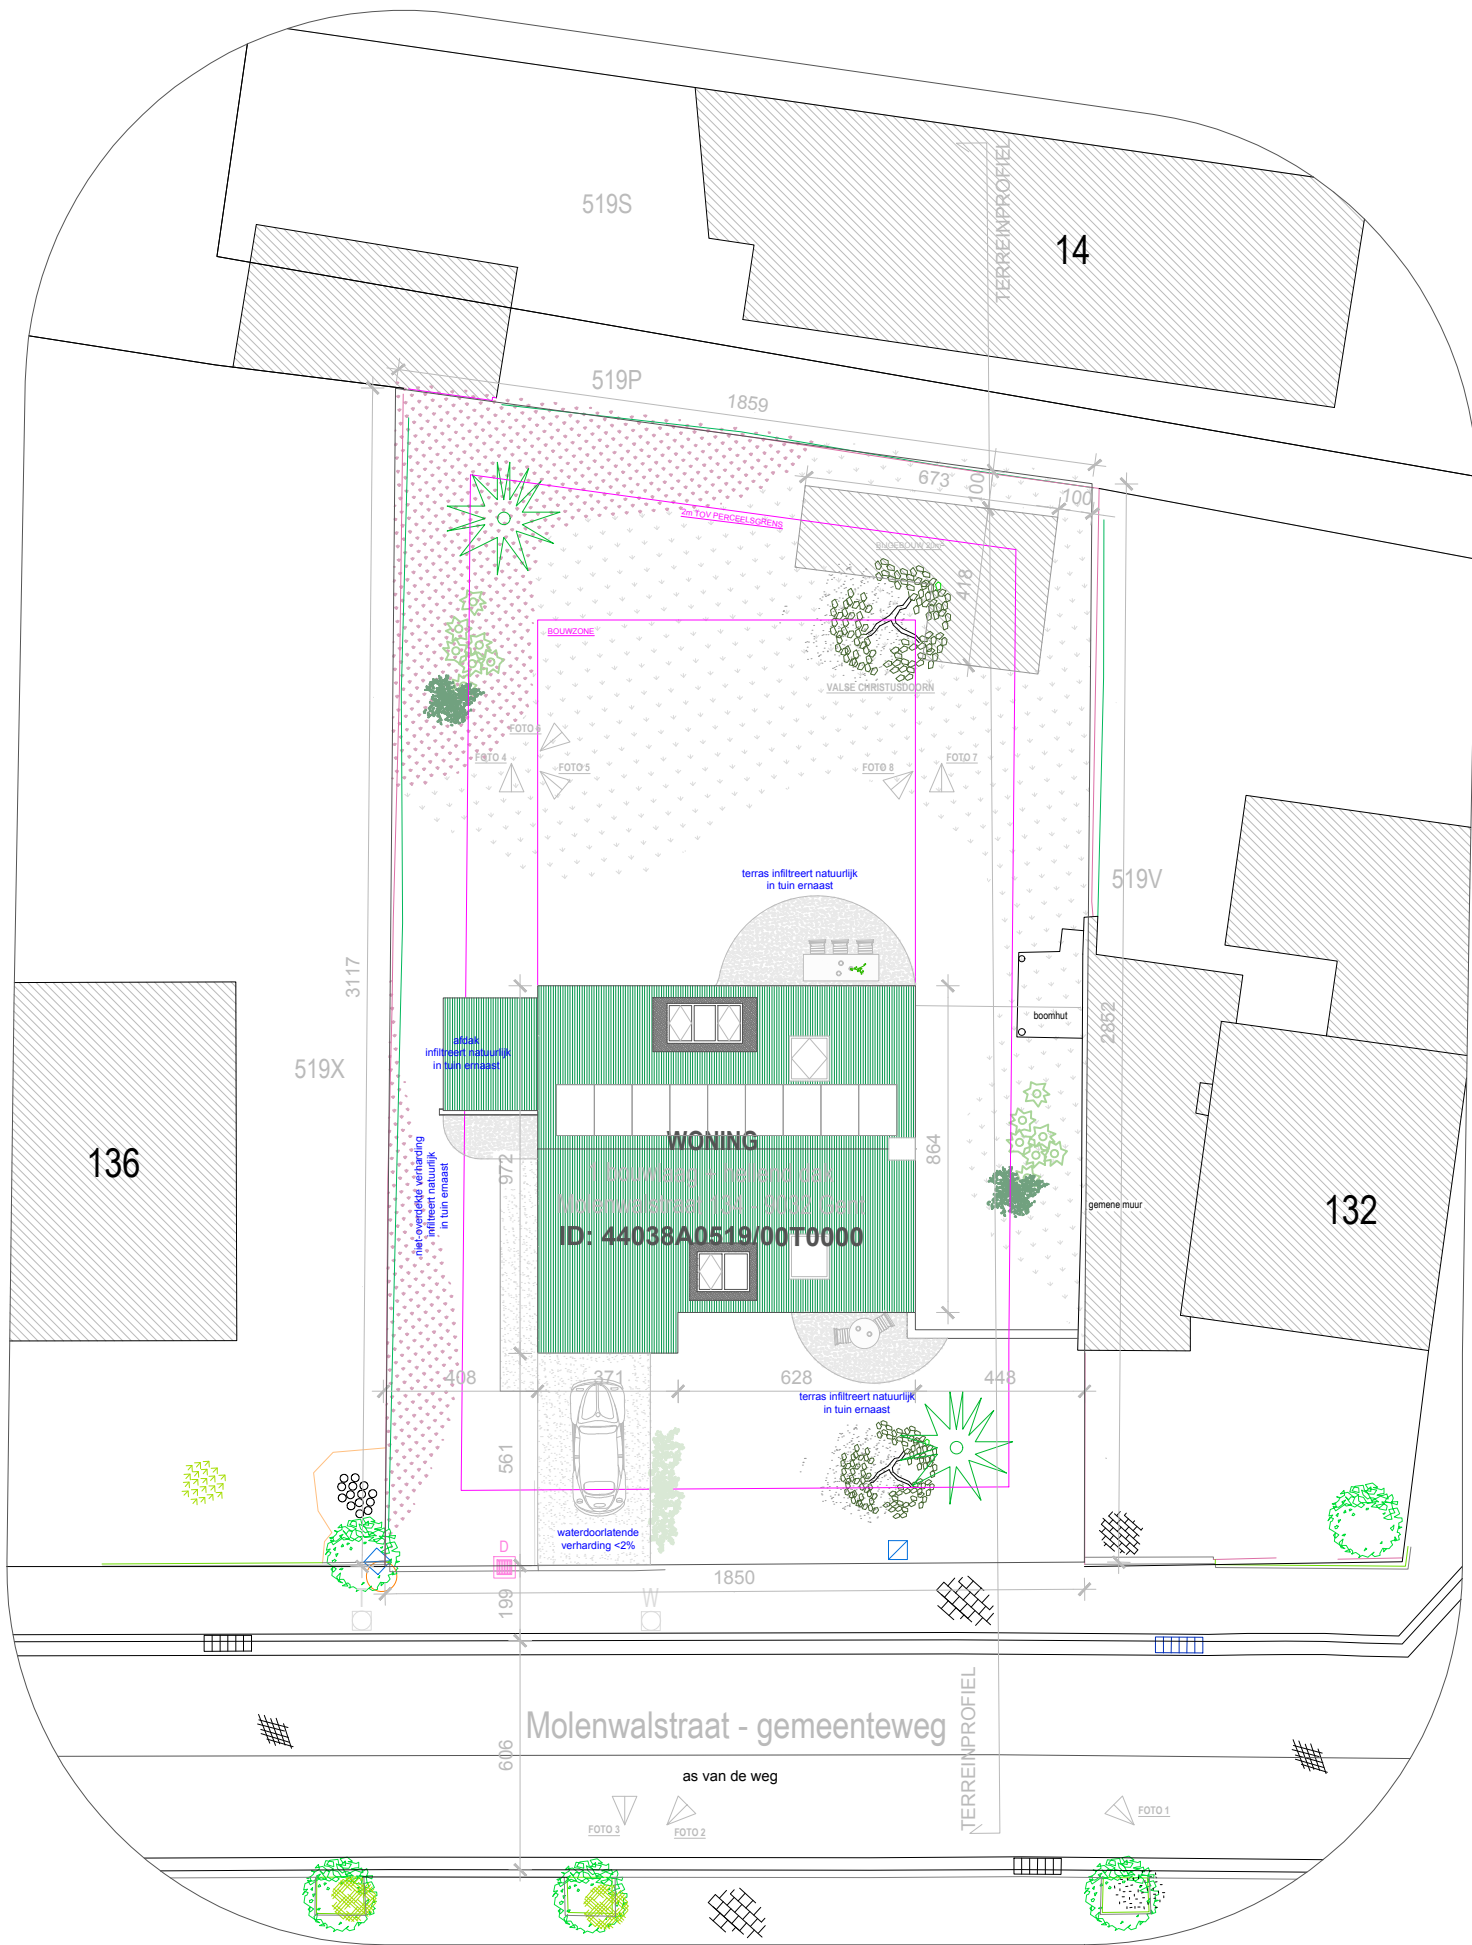 519S
TERREINPROFIEL
14
519P
1859
673
100
100
2m TOV PERCEELSGRENS
418
BOUWZONE
VALSE CHRISTUSDOORN
FOTO 6
FOTO 4
FOTO 5
FOTO 8
FOTO 7
terras infiltreert natuurlijk
in tuin ernaast
519V
3117
2852
boomhut
afdak
infiltreert natuurlijk
in tuin ernaast
519X
136
niet-overdekte verharding
infiltreert natuurlijk
in tuin ernaast
972
WONING
864
ID: 44038A0519/00T0000
gemene muur
132
408
371
628
448
terras infiltreert natuurlijk
in tuin ernaast
561
waterdoorlatende
verharding <2%
D
1850
199
T
W
Molenwalstraat - gemeenteweg
TERREINPROFIEL
606
as van de weg
FOTO 3
FOTO 2
FOTO 1